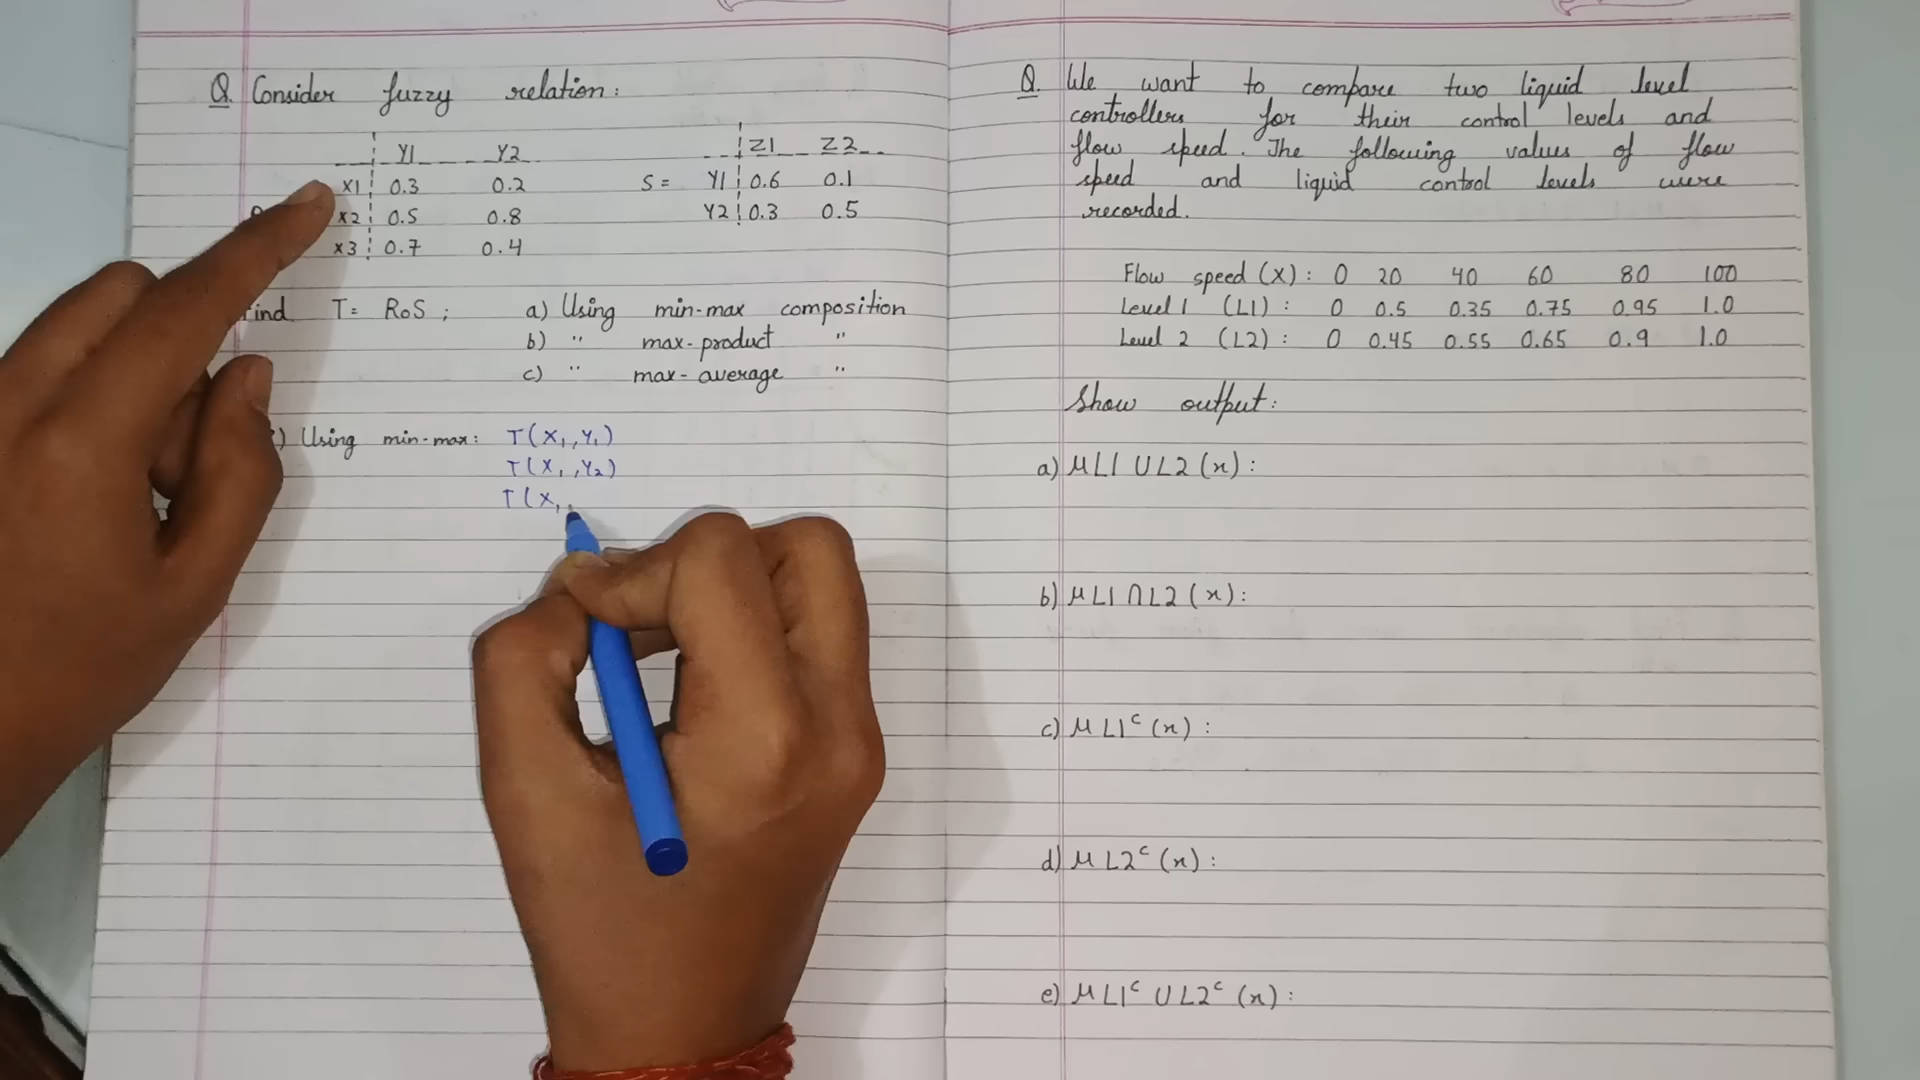 Q. Consider fuzzy relation:
Y1 Y2
X1 0.3 0.2
X2 0.5 0.8
X3 0.7 0.4
Z1 Z2
S = Y1 0.6 0.1
Y2 0.3 0.5
ind T = RoS ; a) Using min-max composition
b) " max-product "
c) " max-average "
) Using min-max: T(X₁,Y₁)
T(X₁,Y₂)
T(X,
Q. We want to compare two liquid level
controllers for their control levels and
flow speed. The following values of flow
speed and liquid control levels were
recorded.
Flow speed (X): 0 20 40 60 80 100
Level 1 (L1): 0 0.5 0.35 0.75 0.95 1.0
Level 2 (L2): 0 0.45 0.55 0.65 0.9 1.0
Show output:
a) μL1 ∪ L2 (x):
b) μL1 ∩ L2 (x):
c) μL1ᶜ (x):
d) μL2ᶜ (x):
e) μL1ᶜ ∪ L2ᶜ (x):